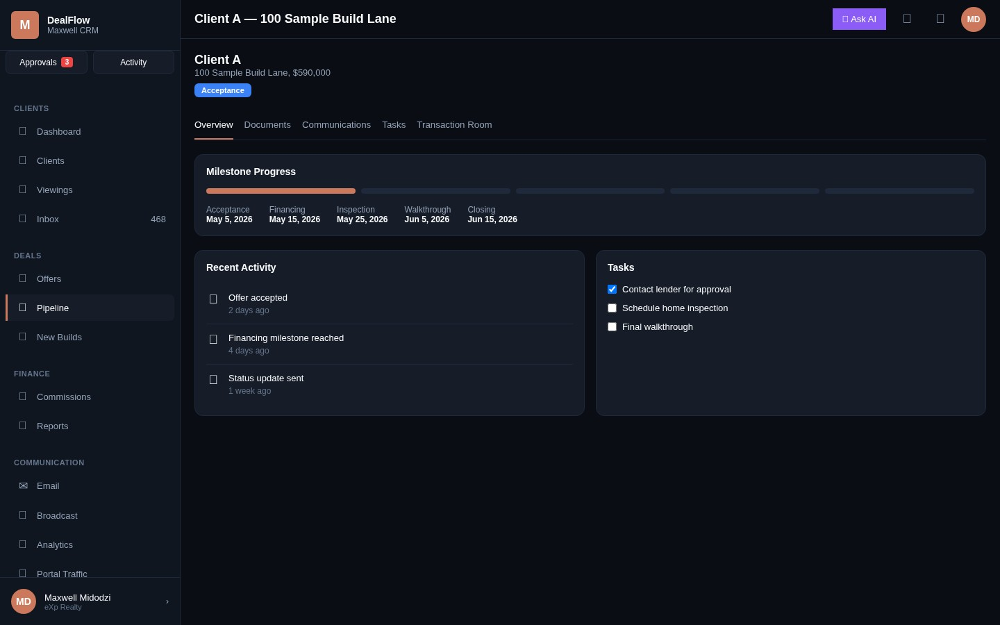 M
DealFlow
Maxwell CRM
Approvals 3
Activity
CLIENTS
Dashboard
Clients
Viewings
Inbox 468
DEALS
Offers
Pipeline
New Builds
FINANCE
Commissions
Reports
COMMUNICATION
Email
Broadcast
Analytics
Portal Traffic
MD
Maxwell Midodzi
eXp Realty
Client A — 100 Sample Build Lane
Ask AI
MD
Client A
100 Sample Build Lane, $590,000
Acceptance
Overview Documents Communications Tasks Transaction Room
Milestone Progress
Acceptance Financing Inspection Walkthrough Closing
May 5, 2026 May 15, 2026 May 25, 2026 Jun 5, 2026 Jun 15, 2026
Recent Activity
Offer accepted
2 days ago
Financing milestone reached
4 days ago
Status update sent
1 week ago
Tasks
Contact lender for approval
Schedule home inspection
Final walkthrough